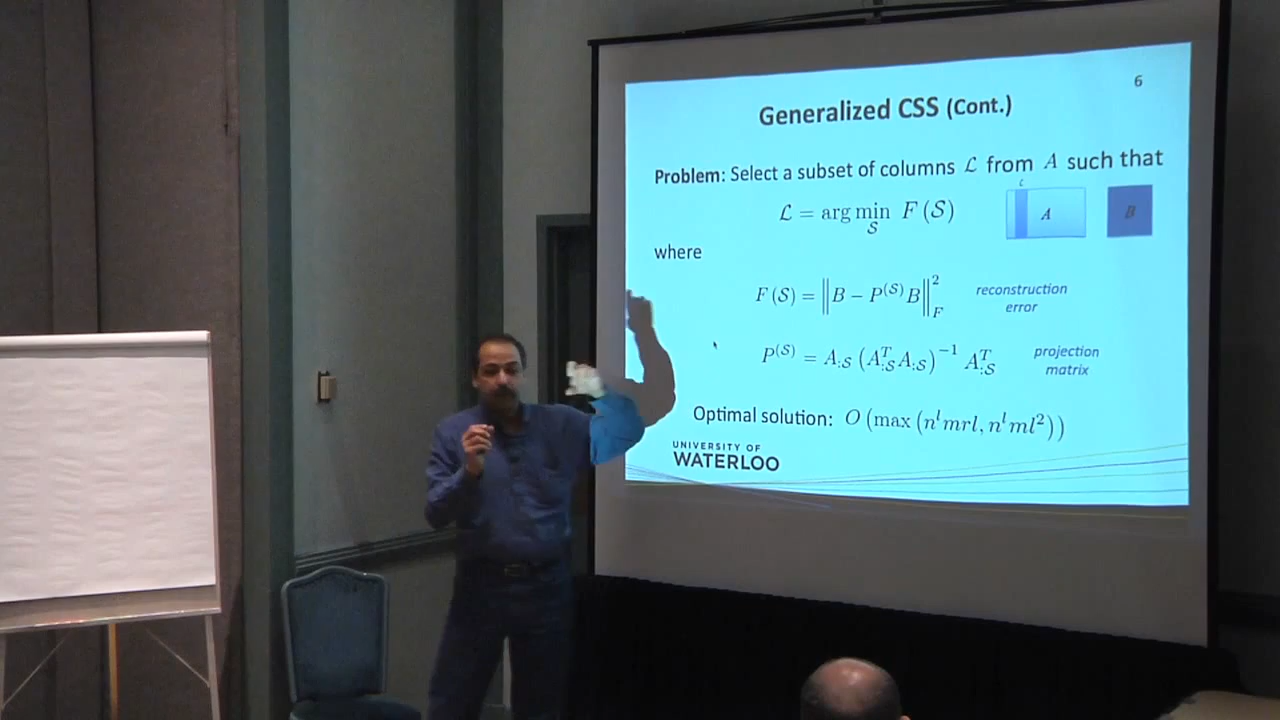 6
Generalized CSS (Cont.)
Problem: Select a subset of columns ℒ from A such that
ℒ = arg min F (𝒮)
𝒮
ℒ
A
B
where
F (𝒮) = ‖B − P^(𝒮) B‖²_F
reconstruction
error
P^(𝒮) = A_:𝒮 (A^T_:𝒮 A_:𝒮)^−1 A^T_:𝒮
projection
matrix
Optimal solution: O (max (n^l mrl, n^l ml²))
UNIVERSITY OF
WATERLOO